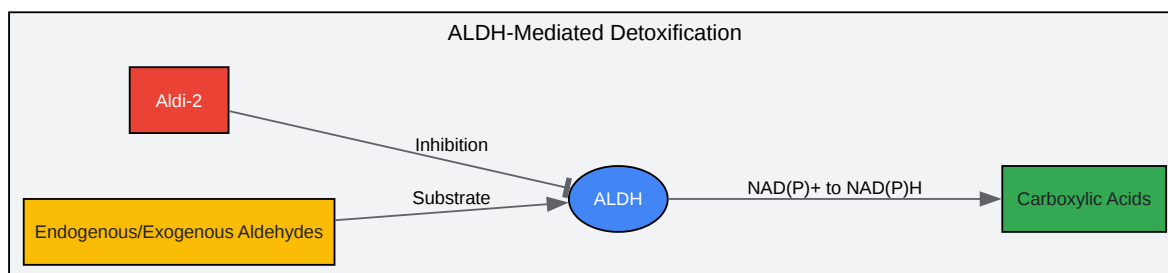 ALDH-Mediated Detoxification
Aldi-2
Inhibition
Substrate
ALDH
NAD(P)+ to NAD(P)H
Carboxylic Acids
Endogenous/Exogenous Aldehydes